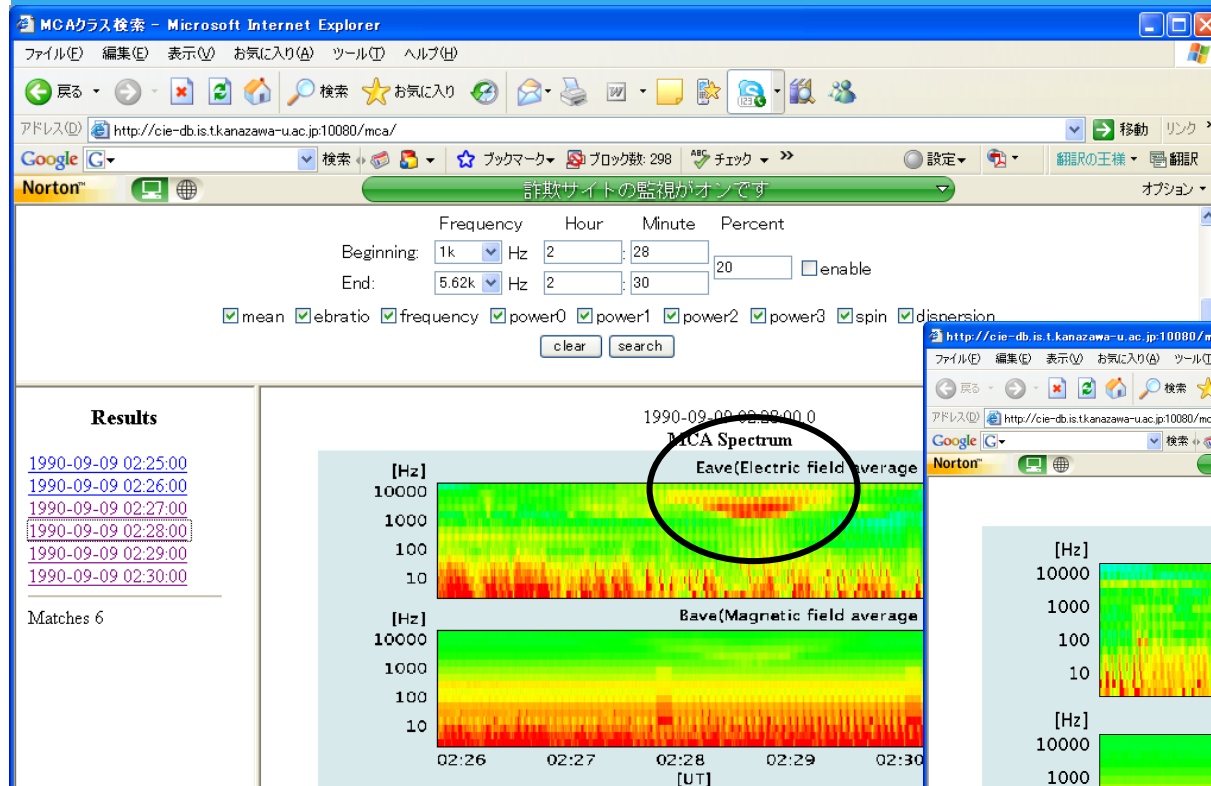 MCAクラス検索 - Microsoft Internet Explorer
ファイル(F) 編集(E) 表示(V) お気に入り(A) ツール(T) ヘルプ(H)
戻る 検索 お気に入り
アドレス(D) http://cie-db.is.t.kanazawa-u.ac.jp:10080/mca/ 移動 リンク
Google G 検索 ブックマーク ブロック数: 298 ABC チェック 設定 翻訳の王様 翻訳
Norton™ 詐欺サイトの監視がオンです オプション
Frequency Hour Minute Percent
Beginning: 1k Hz 2 : 28
20 enable
End: 5.62k Hz 2 : 30
mean ebratio frequency power0 power1 power2 power3 spin dispersion
clear search
Results
1990-09-09 02:25:00
1990-09-09 02:26:00
1990-09-09 02:27:00
1990-09-09 02:28:00
1990-09-09 02:29:00
1990-09-09 02:30:00
Matches 6
1990-09-09 02:28:00.0
MCA Spectrum
[Hz] Eave(Electric field average
10000
1000
100
10
[Hz] Bave(Magnetic field average
10000
1000
100
10
02:26 02:27 02:28 02:29 02:30
[UT]
http://cie-db.is.t.kanazawa-u.ac.jp:10080/m
ファイル(F) 編集(E) 表示(V) お気に入り(A) ツール(T
戻る 検索
アドレス(D) http://cie-db.is.t.kanazawa-u.ac.jp:10080/mc
Google G 検索
Norton™
[Hz]
10000
1000
100
10
[Hz]
10000
1000